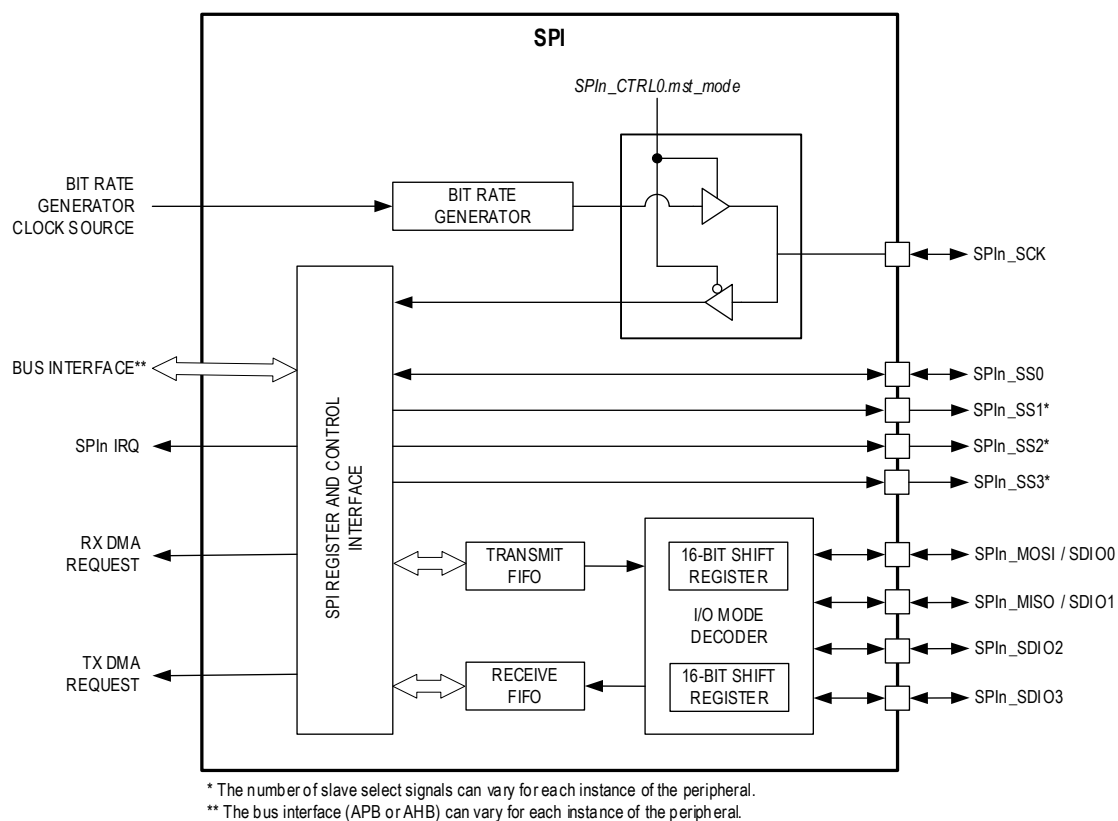 SPI
SPIn_CTRL0.mst_mode
BIT RATE
GENERATOR
CLOCK SOURCE
BIT RATE
GENERATOR
SPIn_SCK
BUS INTERFACE**
SPIn_SS0
SPIn_SS1*
SPIn IRQ
SPIn_SS2*
SPIn_SS3*
SPI REGISTER AND CONTROL
INTERFACE
RX DMA
REQUEST
TRANSMIT
FIFO
16-BIT SHIFT
REGISTER
SPIn_MOSI / SDIO0
I/O MODE
DECODER
SPIn_MISO / SDIO1
SPIn_SDIO2
TX DMA
REQUEST
RECEIVE
FIFO
16-BIT SHIFT
REGISTER
SPIn_SDIO3
* The number of slave select signals can vary for each instance of the peripheral.
** The bus interface (APB or AHB) can vary for each instance of the peripheral.